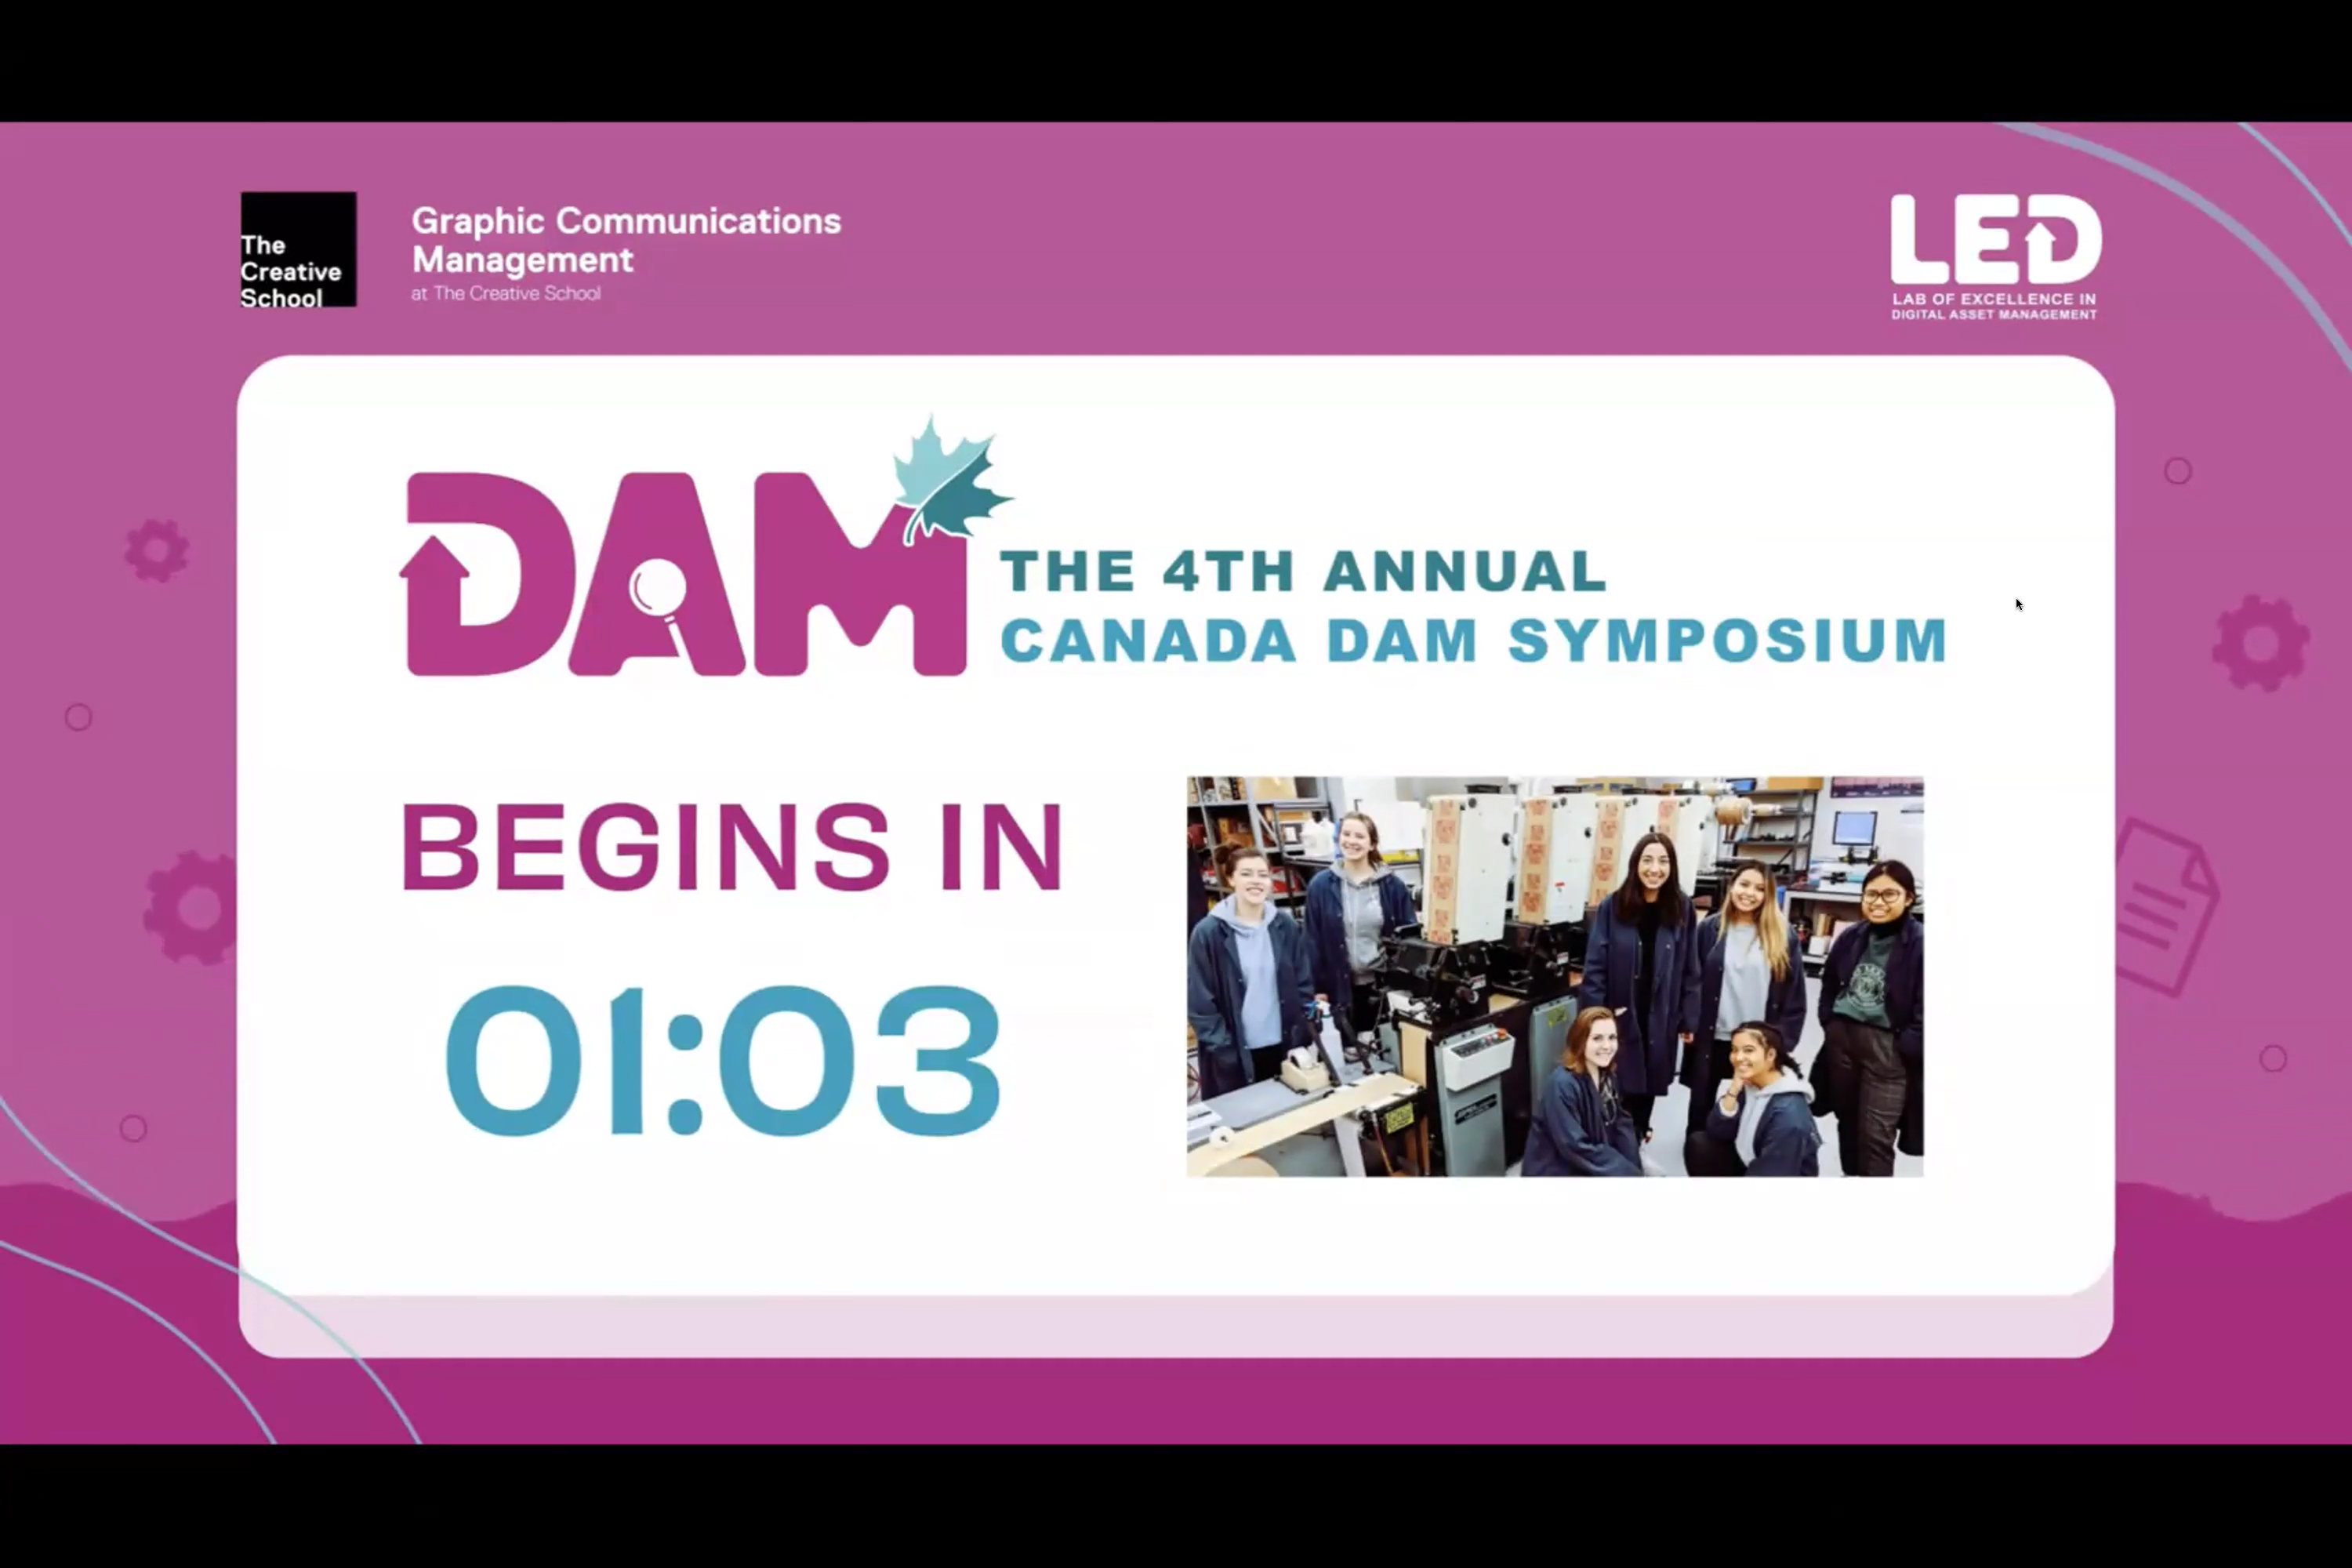 The
Creative
School
Graphic Communications
Management
at The Creative School
LED
LAB OF EXCELLENCE IN
DIGITAL ASSET MANAGEMENT
DAM
THE 4TH ANNUAL
CANADA DAM SYMPOSIUM
BEGINS IN
01:03